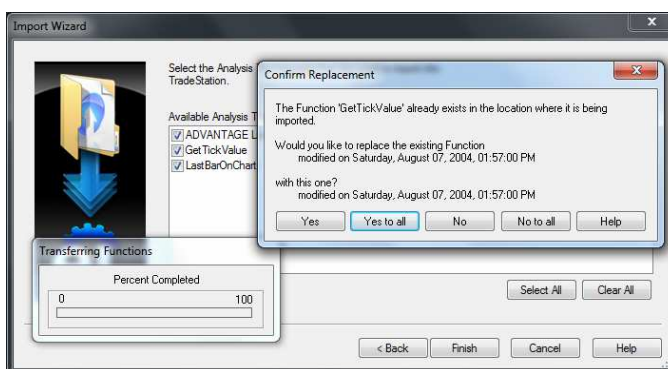 Import Wizard
Select the Analysis
TradeStation.
Available Analysis T
ADVANTAGE L
GetTickValue
LastBarOnChart
Confirm Replacement
The Function 'GetTickValue' already exists in the location where it is being
imported.
Would you like to replace the existing Function
modified on Saturday, August 07, 2004, 01:57:00 PM
with this one?
modified on Saturday, August 07, 2004, 01:57:00 PM
Yes Yes to all No No to all Help
Transferring Functions
Percent Completed
0 100
Select All Clear All
< Back Finish Cancel Help